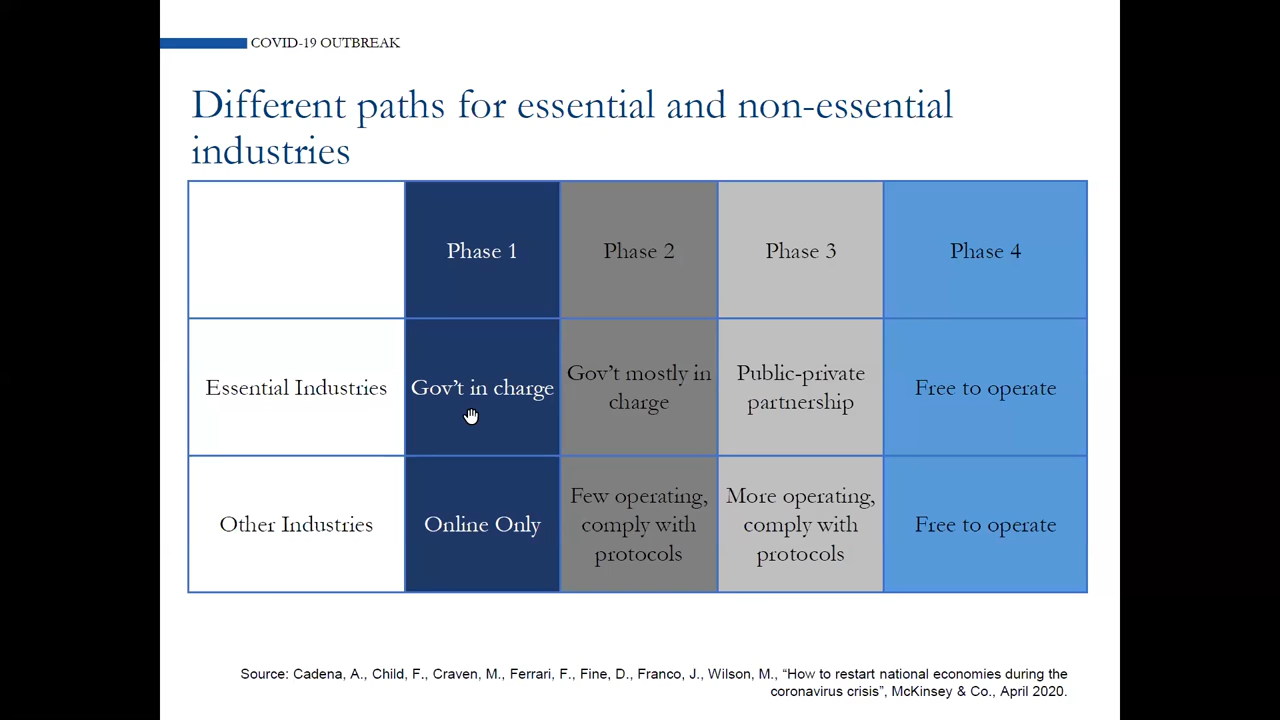 COVID-19 OUTBREAK
Different paths for essential and non-essential
industries
Phase 1
Phase 2
Phase 3
Phase 4
Essential Industries
Gov't in charge
Gov't mostly in
charge
Public-private
partnership
Free to operate
Other Industries
Online Only
Few operating,
comply with
protocols
More operating,
comply with
protocols
Free to operate
Source: Cadena, A., Child, F., Craven, M., Ferrari, F., Fine, D., Franco, J., Wilson, M., “How to restart national economies during the
coronavirus crisis”, McKinsey & Co., April 2020.